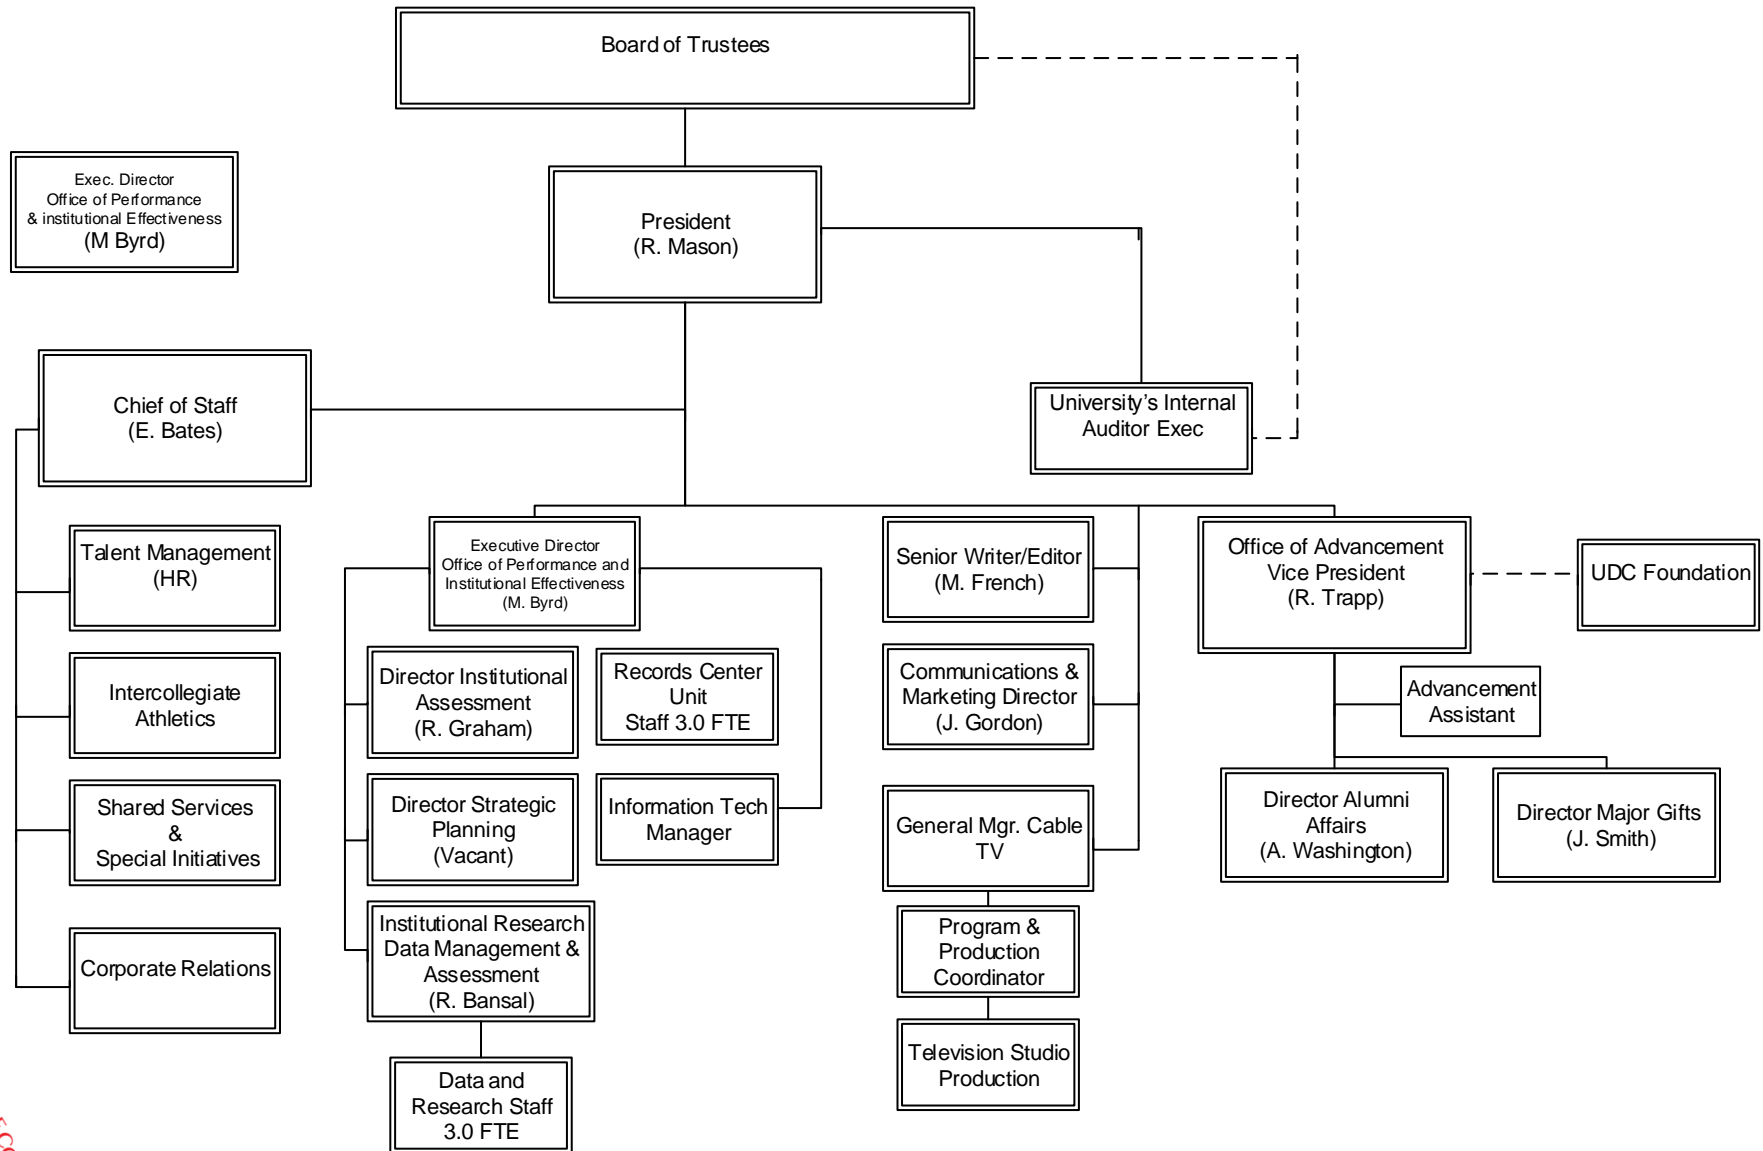 Board of Trustees
Exec. Director
Office of Performance
& institutional Effectiveness
(M Byrd)
President
(R. Mason)
Chief of Staff
(E. Bates)
University's Internal
Auditor Exec
Talent Management
(HR)
Intercollegiate
Athletics
Shared Services
&
Special Initiatives
Corporate Relations
Executive Director
Office of Performance and
Institutional Effectiveness
(M. Byrd)
Director Institutional
Assessment
(R. Graham)
Records Center
Unit
Staff 3.0 FTE
Director Strategic
Planning
(Vacant)
Information Tech
Manager
Institutional Research
Data Management &
Assessment
(R. Bansal)
Data and
Research Staff
3.0 FTE
Senior Writer/Editor
(M. French)
Communications &
Marketing Director
(J. Gordon)
General Mgr. Cable
TV
Program &
Production
Coordinator
Television Studio
Production
Office of Advancement
Vice President
(R. Trapp)
UDC Foundation
Advancement
Assistant
Director Alumni
Affairs
(A. Washington)
Director Major Gifts
(J. Smith)